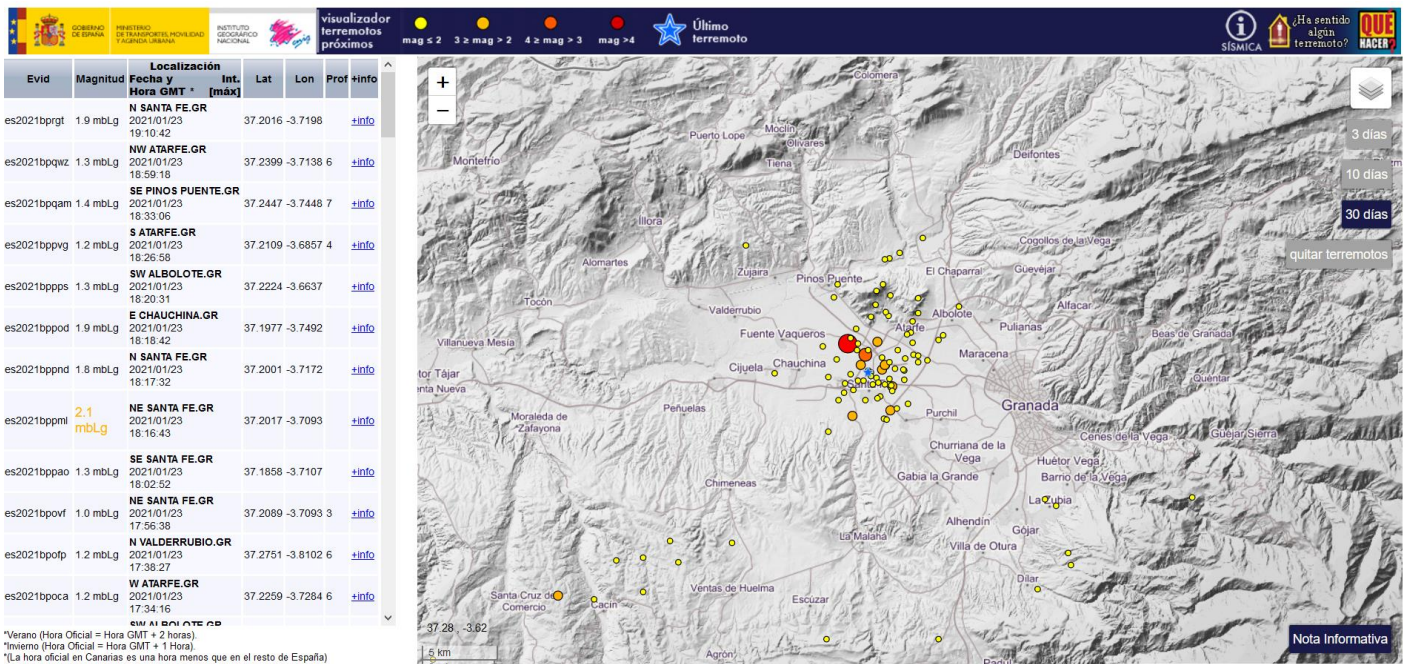 GOBIERNO
DE ESPAÑA
MINISTERIO
DE TRANSPORTES, MOVILIDAD
Y AGENDA URBANA
INSTITUTO
GEOGRÁFICO
NACIONAL
visualizador
terremotos
próximos
mag ≤ 2
3 ≥ mag > 2
4 ≥ mag > 3
mag >4
Último
terremoto
SÍSMICA
¿Ha sentido
algún
terremoto?
QUÉ
HACER?
Evid Magnitud Localización Fecha y Hora GMT * Int. [máx] Lat Lon Prof +info
N SANTA FE.GR
es2021bprgt 1.9 mbLg 2021/01/23 37.2016 -3.7198 +info
19:10:42
NW ATARFE.GR
es2021bpqwz 1.3 mbLg 2021/01/23 37.2399 -3.7138 6 +info
18:59:18
SE PINOS PUENTE.GR
es2021bpqam 1.4 mbLg 2021/01/23 37.2447 -3.7448 7 +info
18:33:06
S ATARFE.GR
es2021bppvg 1.2 mbLg 2021/01/23 37.2109 -3.6857 4 +info
18:26:58
SW ALBOLOTE.GR
es2021bppps 1.3 mbLg 2021/01/23 37.2224 -3.6637 +info
18:20:31
E CHAUCHINA.GR
es2021bppod 1.9 mbLg 2021/01/23 37.1977 -3.7492 +info
18:18:42
N SANTA FE.GR
es2021bppnd 1.8 mbLg 2021/01/23 37.2001 -3.7172 +info
18:17:32
NE SANTA FE.GR
es2021bppml 2.1 mbLg 2021/01/23 37.2017 -3.7093 +info
18:16:43
SE SANTA FE.GR
es2021bppao 1.3 mbLg 2021/01/23 37.1858 -3.7107 +info
18:02:52
NE SANTA FE.GR
es2021bpovf 1.0 mbLg 2021/01/23 37.2089 -3.7093 3 +info
17:56:38
N VALDERRUBIO.GR
es2021bpofp 1.2 mbLg 2021/01/23 37.2751 -3.8102 6 +info
17:38:27
W ATARFE.GR
es2021bpoca 1.2 mbLg 2021/01/23 37.2259 -3.7284 6 +info
17:34:16
SW ALBOLOTE.GR
*Verano (Hora Oficial = Hora GMT + 2 horas).
*Invierno (Hora Oficial = Hora GMT + 1 Hora).
*(La hora oficial en Canarias es una hora menos que en el resto de España)
+
−
3 días
10 días
30 días
quitar terremotos
Colomera
Puerto Lope
Moclín
Olivares
Tiena
Montefrío
Deifontes
Íllora
Cogollos de la Vega
Alomartes
Zujaira
Pinos Puente
El Chaparral
Güevéjar
Tocón
Valderrubio
Albolote
Alfacar
Villanueva Mesía
Fuente Vaqueros
Atarfe
Pulianas
Beas de Granada
Maracena
Cijuela
Chauchina
Quéntar
Peñuelas
Moraleda de
Zafayona
Purchil
Granada
Churriana de la
Vega
Cenes de la Vega
Güéjar Sierra
Huétor Vega
Gabia la Grande
Barrio de la Vega
Chimeneas
La Zubia
Alhendín
Gójar
La Malahá
Villa de Otura
Dílar
Ventas de Huelma
Santa Cruz del
Comercio
Cacín
Escúzar
Agrón
37.28 , -3.62
5 km
Nota Informativa